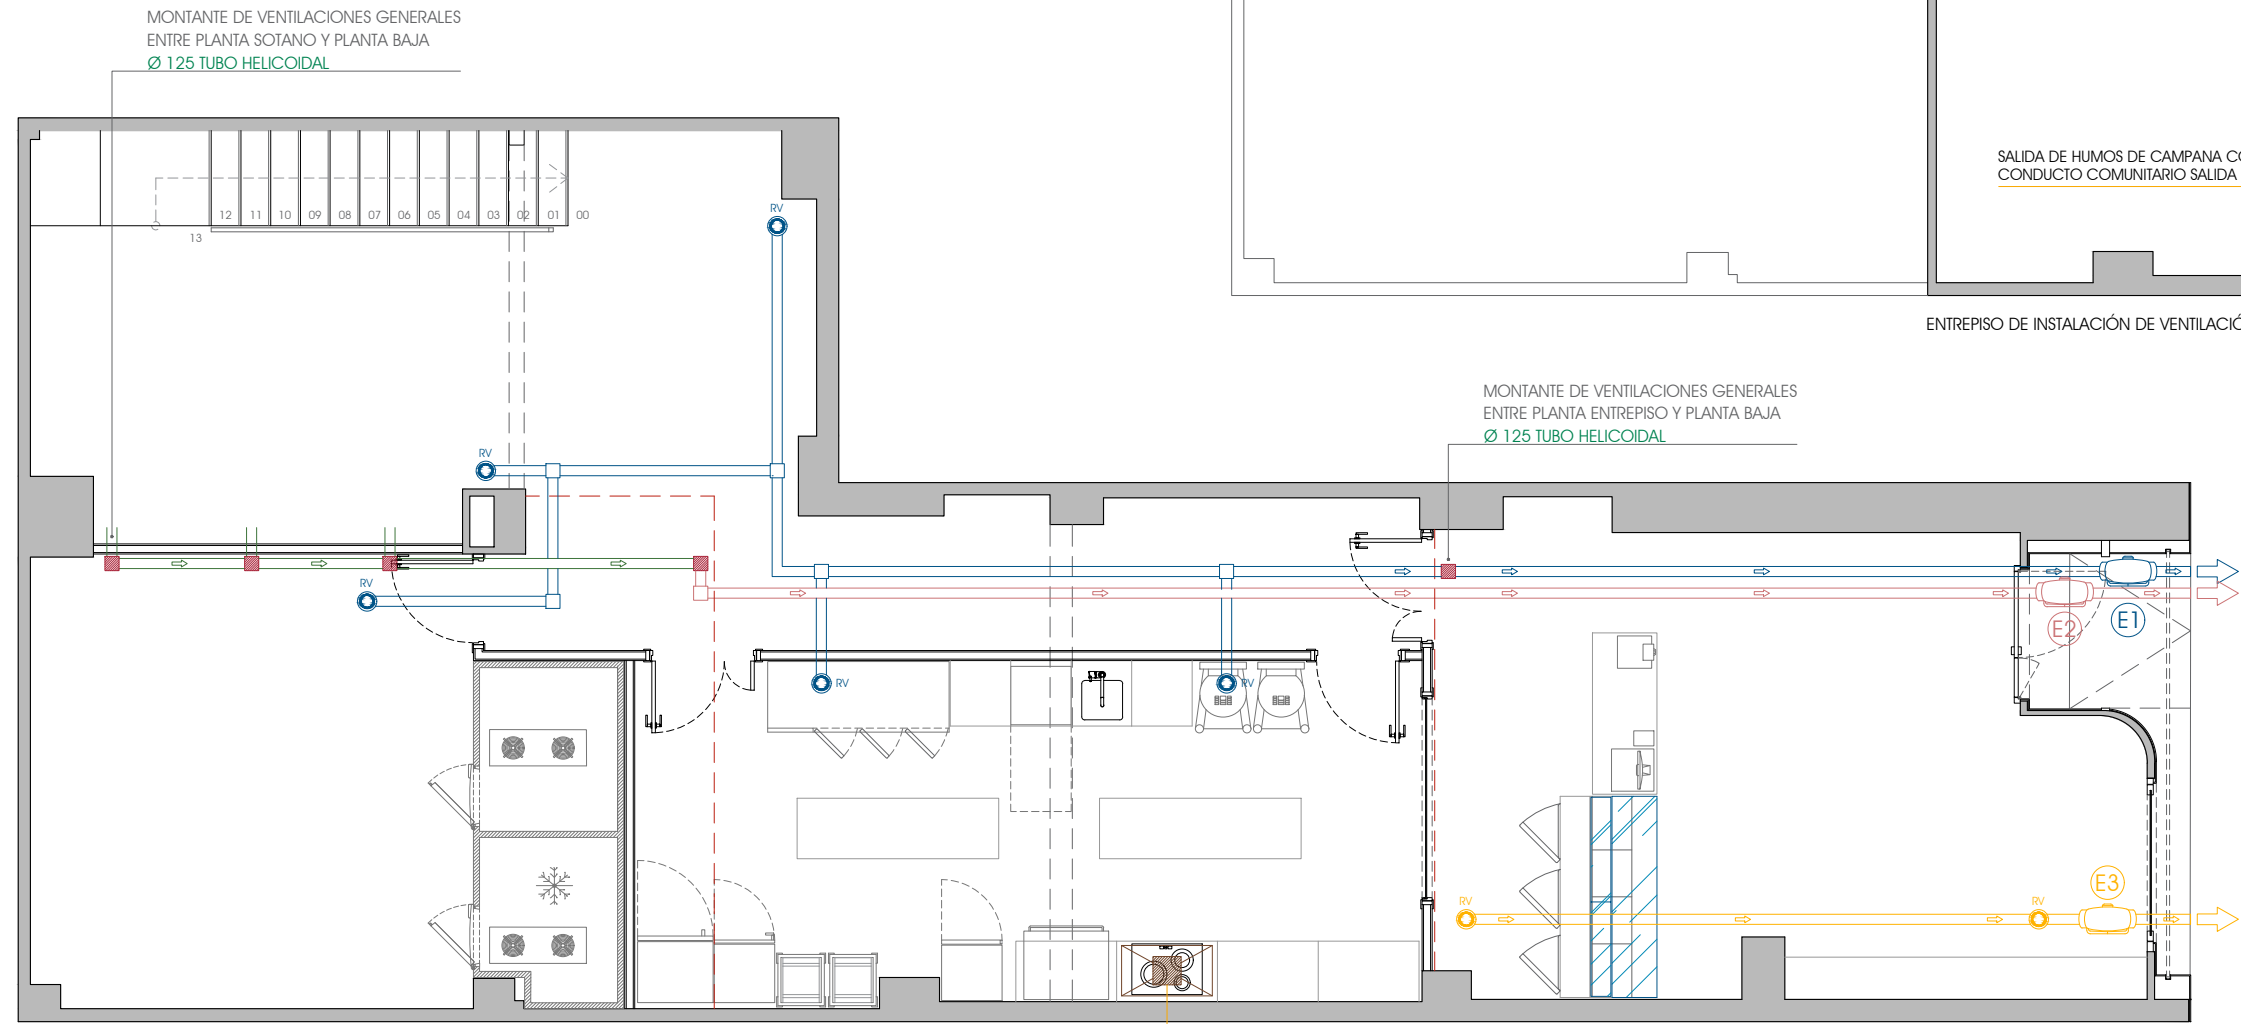 MONTANTE DE VENTILACIONES GENERALES
ENTRE PLANTA SOTANO Y PLANTA BAJA
Ø 125 TUBO HELICOIDAL
SALIDA DE HUMOS DE CAMPANA CO
CONDUCTO COMUNITARIO SALIDA
12 11 10 09 08 07 06 05 04 03 02 01 00
13
RV
ENTREPISO DE INSTALACIÓN DE VENTILACIÓ
MONTANTE DE VENTILACIONES GENERALES
ENTRE PLANTA ENTREPISO Y PLANTA BAJA
Ø 125 TUBO HELICOIDAL
RV
RV
E2
E1
RV
RV
E3
RV
RV